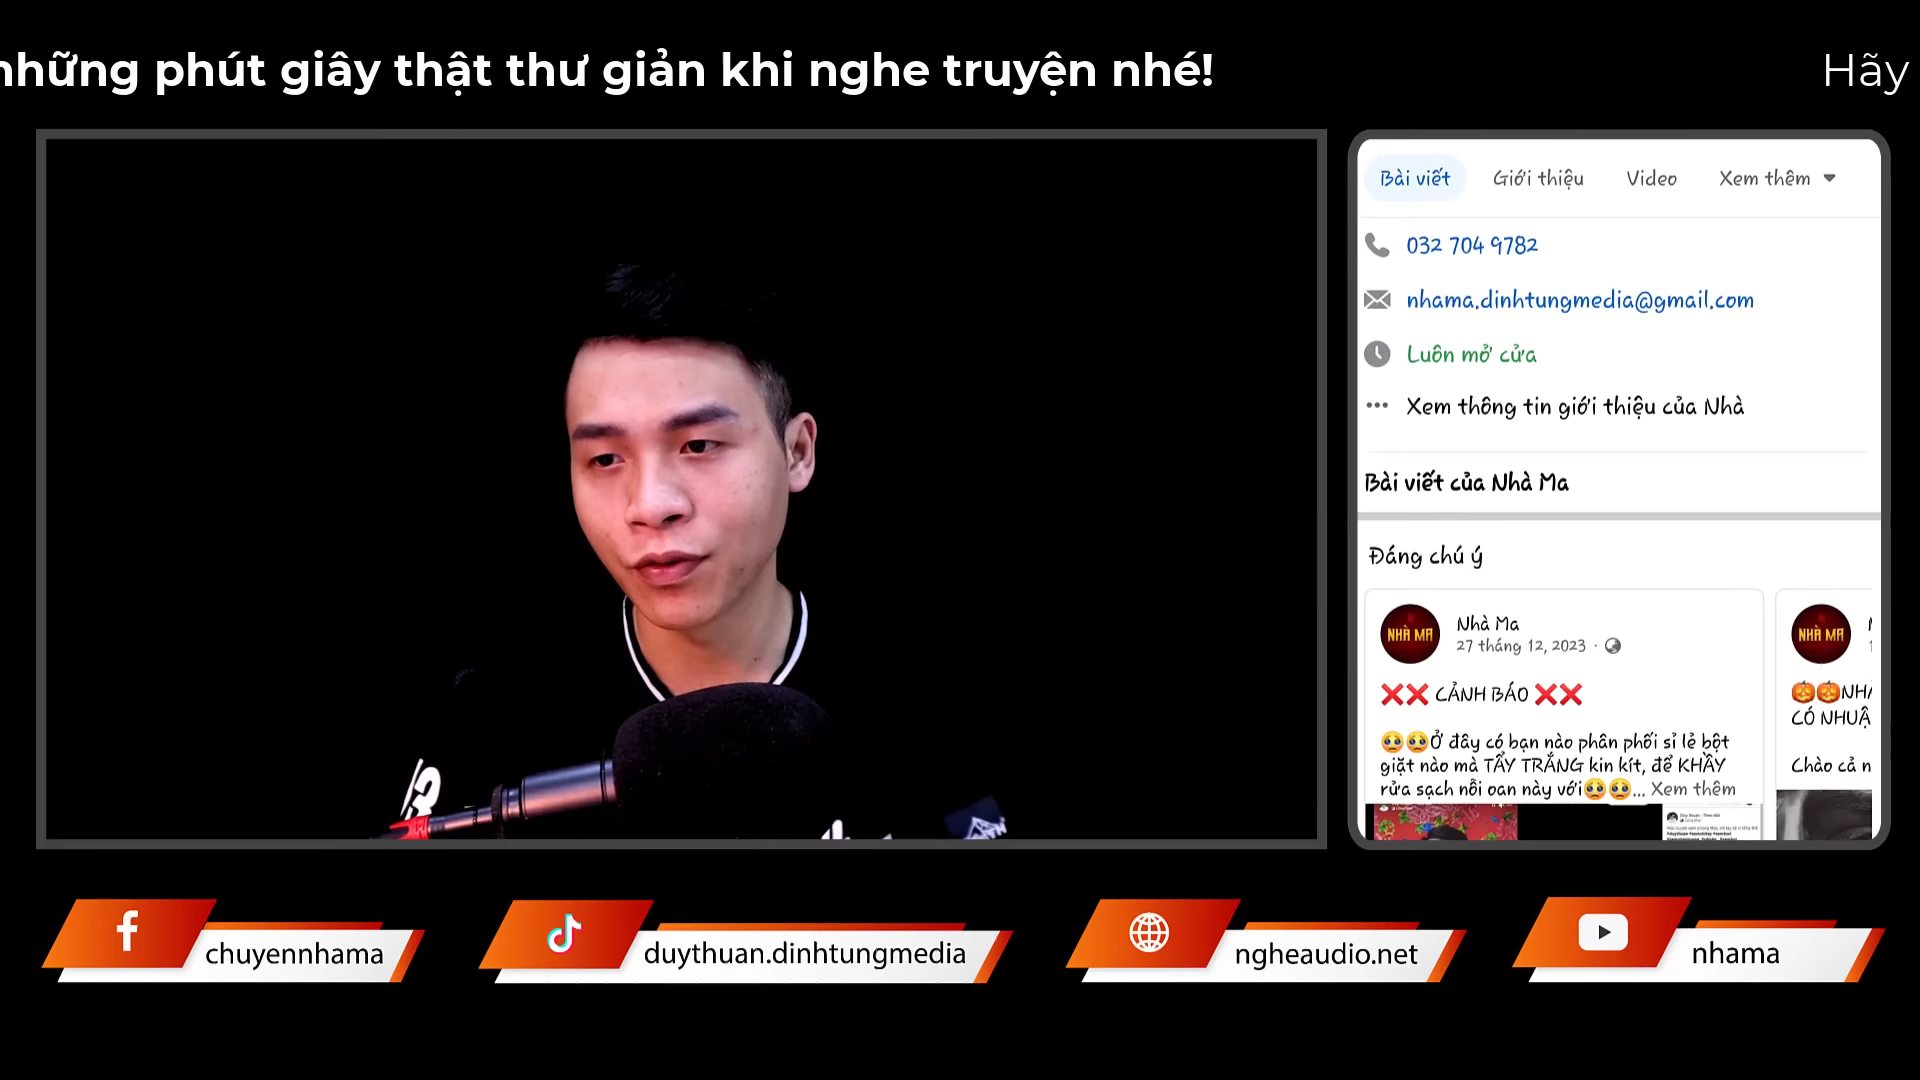 những phút giây thật thư giản khi nghe truyện nhé!
Hãy
Bài viết
Giới thiệu
Video
Xem thêm
032 704 9782
nhama.dinhtungmedia@gmail.com
Luôn mở cửa
Xem thông tin giới thiệu của Nhà
Bài viết của Nhà Ma
Đáng chú ý
NHÀ MA
Nhà Ma
27 tháng 12, 2023 ·
❌❌ CẢNH BÁO ❌❌
🥹🥹Ở đây có bạn nào phân phối sỉ lẻ bột
giặt nào mà TẨY TRẮNG kin kít, để KHẦY
rửa sạch nỗi oan này với🥹🥹... Xem thêm
NHÀ MA
🎃🎃NHÀ
CÓ NHUẬ
Chào cả n
chuyennhama
duythuan.dinhtungmedia
ngheaudio.net
nhama